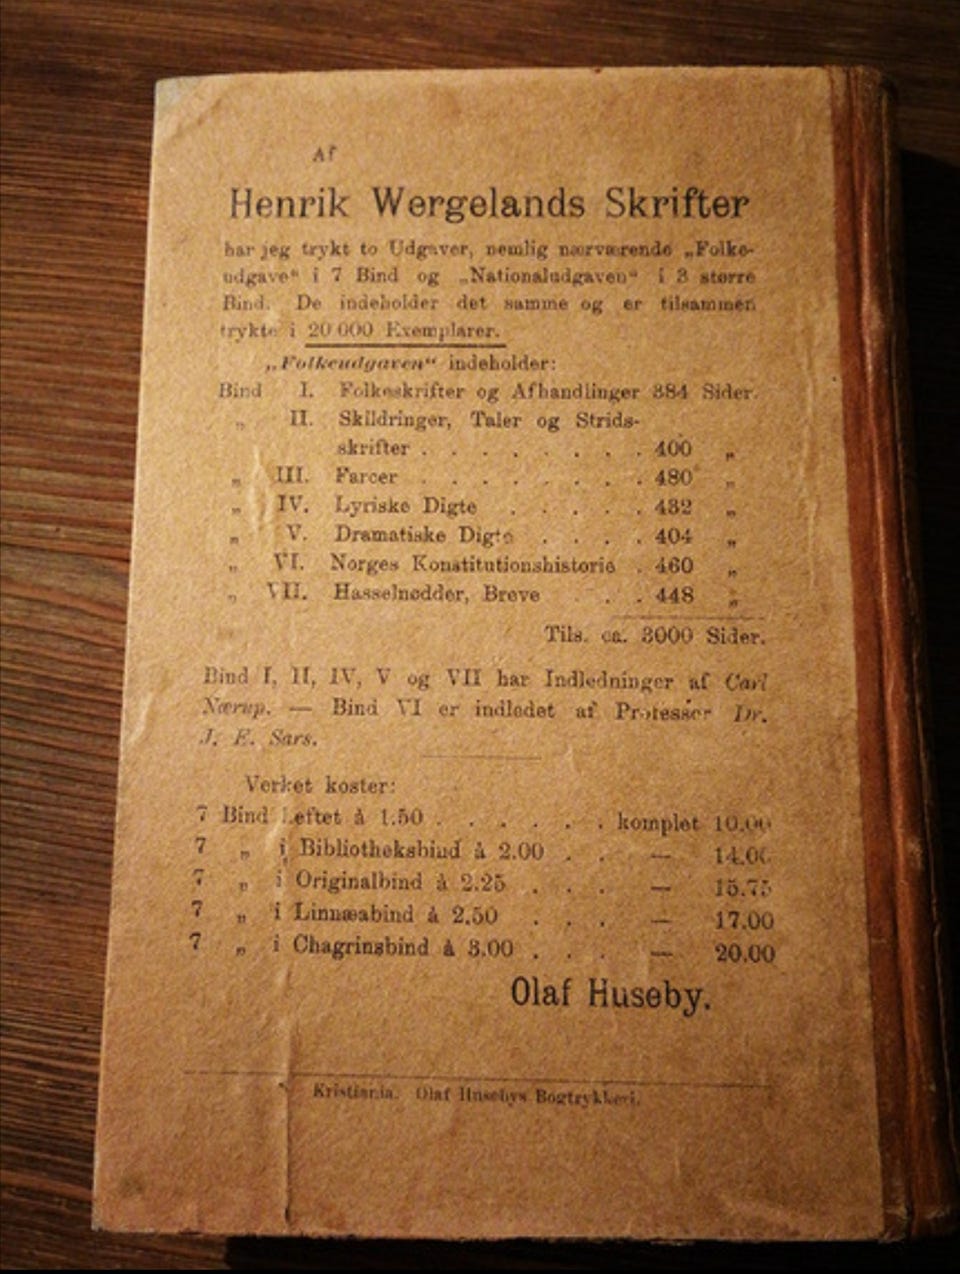 Af
Henrik Wergelands Skrifter
har jeg trykt to Udgaver, nemlig nærværende „Folke-
udgave“ i 7 Bind og „Nationaludgaven“ i 3 større
Bind. De indeholder det samme og er tilsammen
trykte i 20 000 Exemplarer.
„Folkeudgaven“ indeholder:
Bind I. Folkeskrifter og Afhandlinger 384 Sider.
„ II. Skildringer, Taler og Strids-
skrifter . . . . . . . . 400 „
„ III. Farcer . . . . . . . . 480 „
„ IV. Lyriske Digte . . . . . 432 „
„ V. Dramatiske Digte . . . . 404 „
„ VI. Norges Konstitutionshistorie . 460 „
„ VII. Hasselnødder, Breve . . . 448 „
Tils. ca. 3000 Sider.
Bind I, II, IV, V og VII har Indledninger af Carl
Nærup. — Bind VI er indledet af Professor Dr.
J. E. Sars.
Verket koster:
7 Bind heftet à 1.50 . . . . . . komplet 10.00
7 „ i Bibliotheksbind à 2.00 . . — 14.00
7 „ i Originalbind à 2.25 . . . — 15.75
7 „ i Linnæabind à 2.50 . . . — 17.00
7 „ i Chagrinsbind à 3.00 . . . — 20.00
Olaf Huseby.
Kristiania. Olaf Husebys Bogtrykkeri.